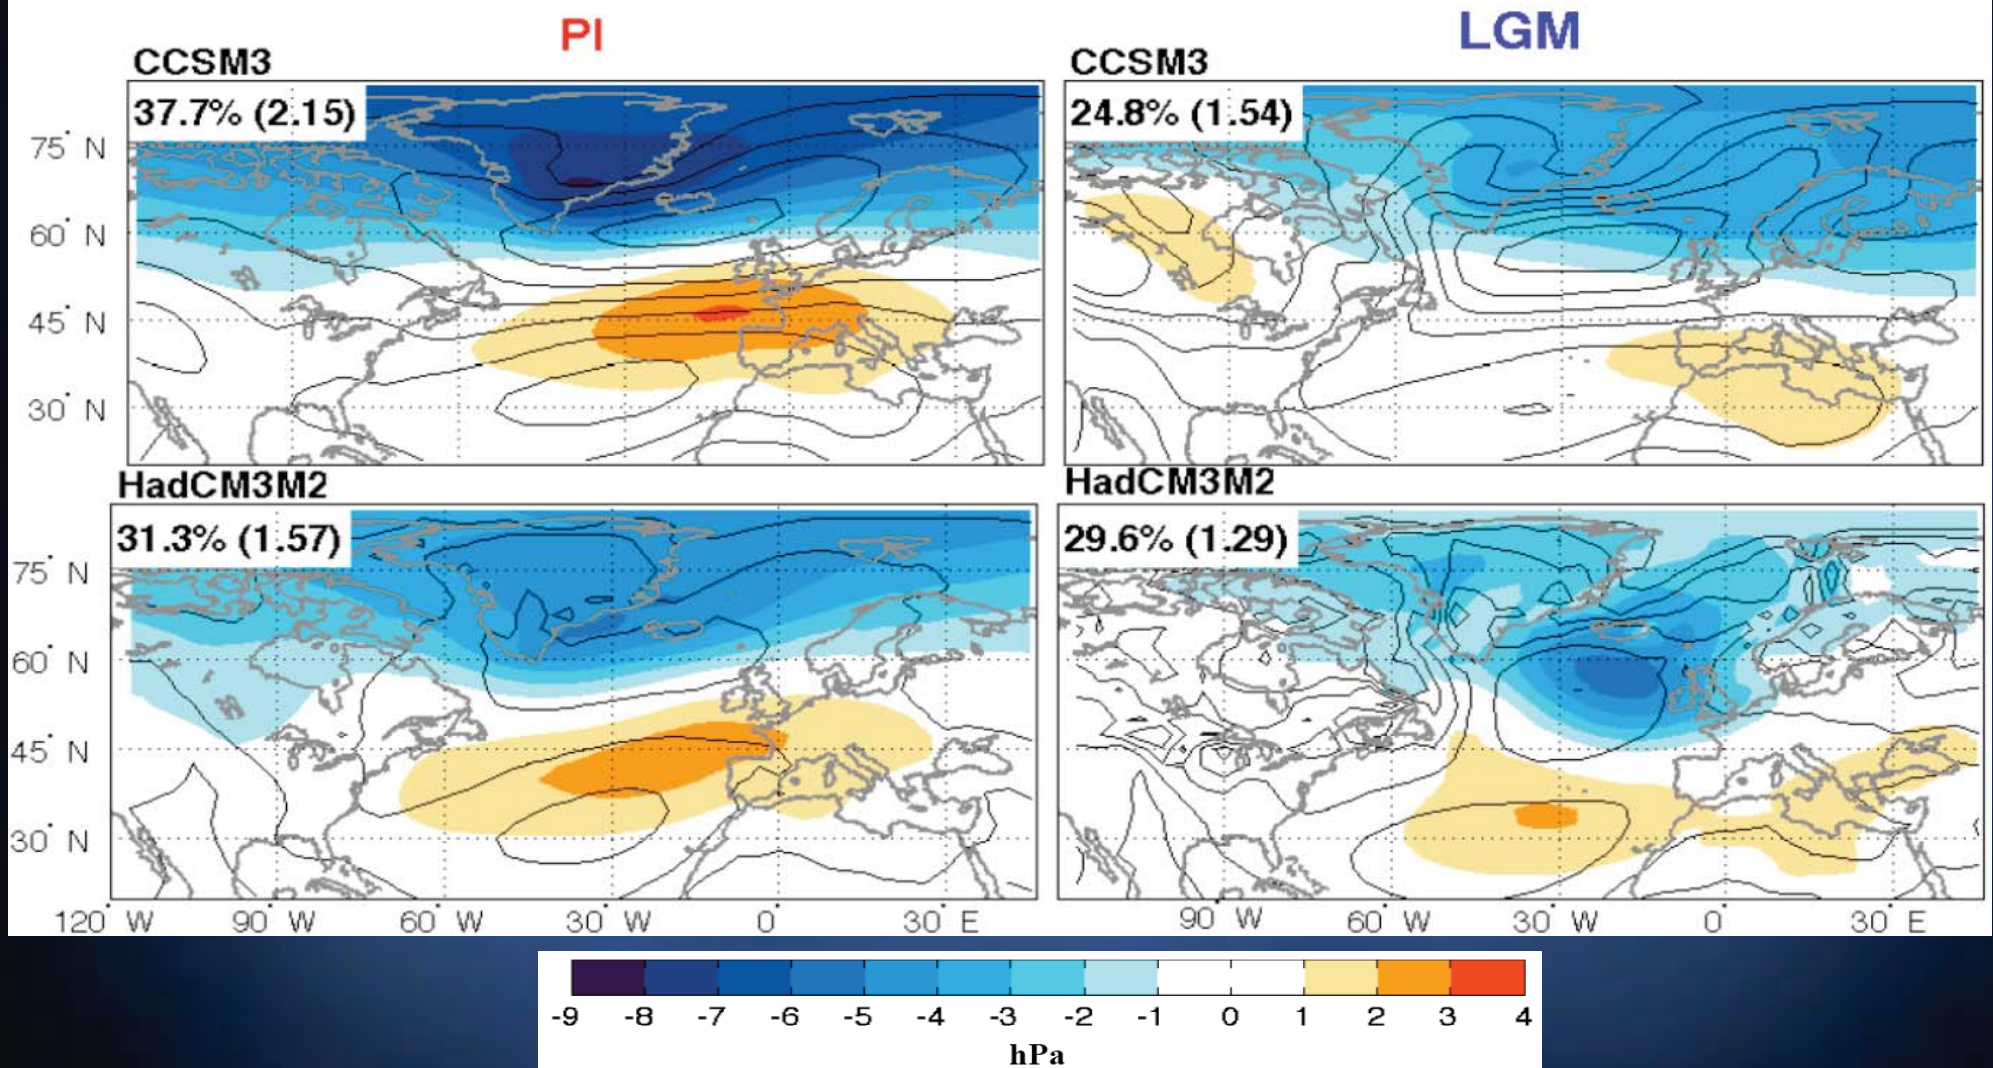 PI
LGM
CCSM3
CCSM3
37.7% (2.15)
24.8% (1.54)
75° N
60° N
45° N
30° N
HadCM3M2
HadCM3M2
31.3% (1.57)
29.6% (1.29)
75° N
60° N
45° N
30° N
120° W 90° W 60° W 30° W 0° 30° E
90° W 60° W 30° W 0° 30° E
-9 -8 -7 -6 -5 -4 -3 -2 -1 0 1 2 3 4
hPa